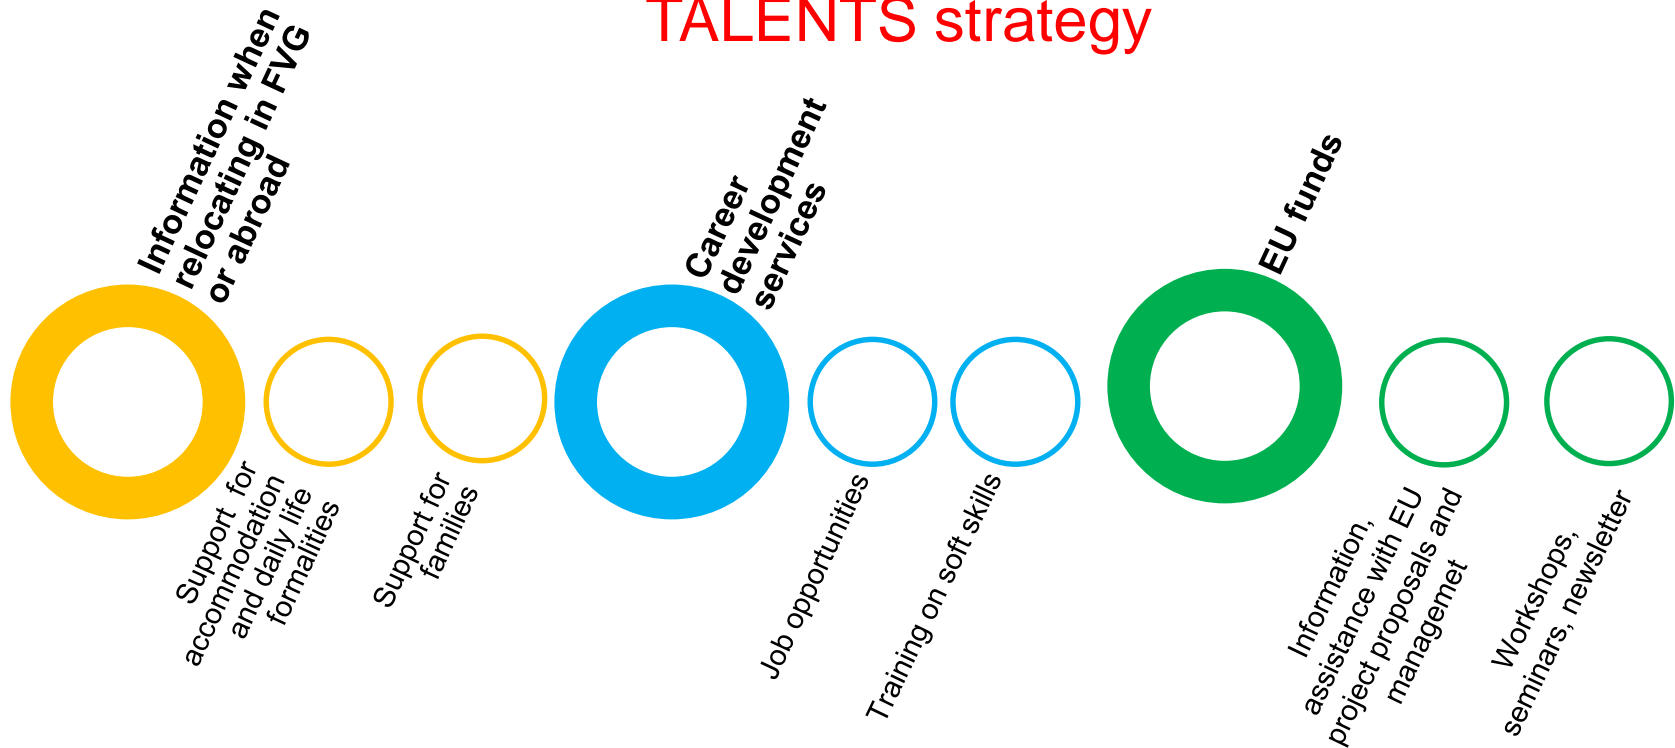 TALENTS strategy
Information when
relocating in FVG
or abroad
Support for
accommodation
and daily life
formalities
Support for
families
Career
development
services
Job opportunities
Training on soft skills
EU funds
Information,
assistance with EU
project proposals and
managemet
Workshops,
seminars, newsletter